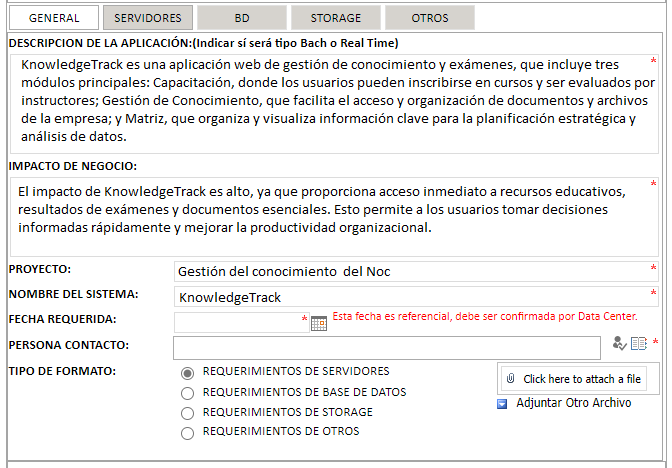 GENERAL SERVIDORES BD STORAGE OTROS
DESCRIPCION DE LA APLICACIÓN:(Indicar sí será tipo Bach o Real Time)
KnowledgeTrack es una aplicación web de gestión de conocimiento y exámenes, que incluye tres *
módulos principales: Capacitación, donde los usuarios pueden inscribirse en cursos y ser evaluados por
instructores; Gestión de Conocimiento, que facilita el acceso y organización de documentos y archivos
de la empresa; y Matriz, que organiza y visualiza información clave para la planificación estratégica y
análisis de datos.
IMPACTO DE NEGOCIO:
El impacto de KnowledgeTrack es alto, ya que proporciona acceso inmediato a recursos educativos, *
resultados de exámenes y documentos esenciales. Esto permite a los usuarios tomar decisiones
informadas rápidamente y mejorar la productividad organizacional.
PROYECTO: Gestión del conocimiento del Noc *
NOMBRE DEL SISTEMA: KnowledgeTrack *
FECHA REQUERIDA: * Esta fecha es referencial, debe ser confirmada por Data Center.
PERSONA CONTACTO: *
TIPO DE FORMATO: REQUERIMIENTOS DE SERVIDORES
Click here to attach a file
REQUERIMIENTOS DE BASE DE DATOS
Adjuntar Otro Archivo
REQUERIMIENTOS DE STORAGE
REQUERIMIENTOS DE OTROS